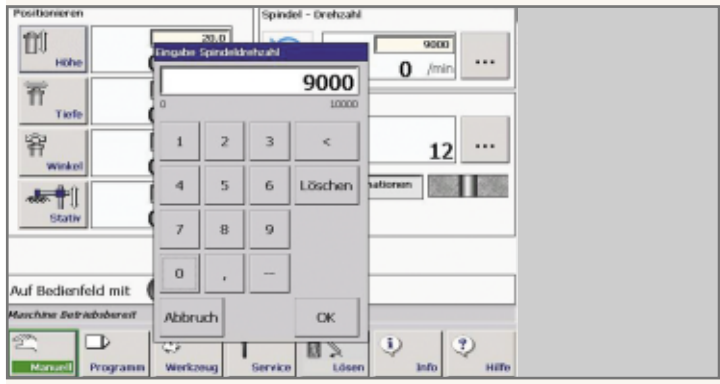 Positionieren
Spindel - Drehzahl
20.0
9000
Höhe
0 /min
...
Eingabe Spindeldrehzahl
9000
0 10000
Tiefe
1 2 3 <
12
...
Winkel
4 5 6 Löschen
ationen
Stativ
7 8 9
0 , —
Auf Bedienfeld mit
Maschine Betriebsbereit
Abbruch OK
Manuell Programm Werkzeug Service Lösen Info Hilfe